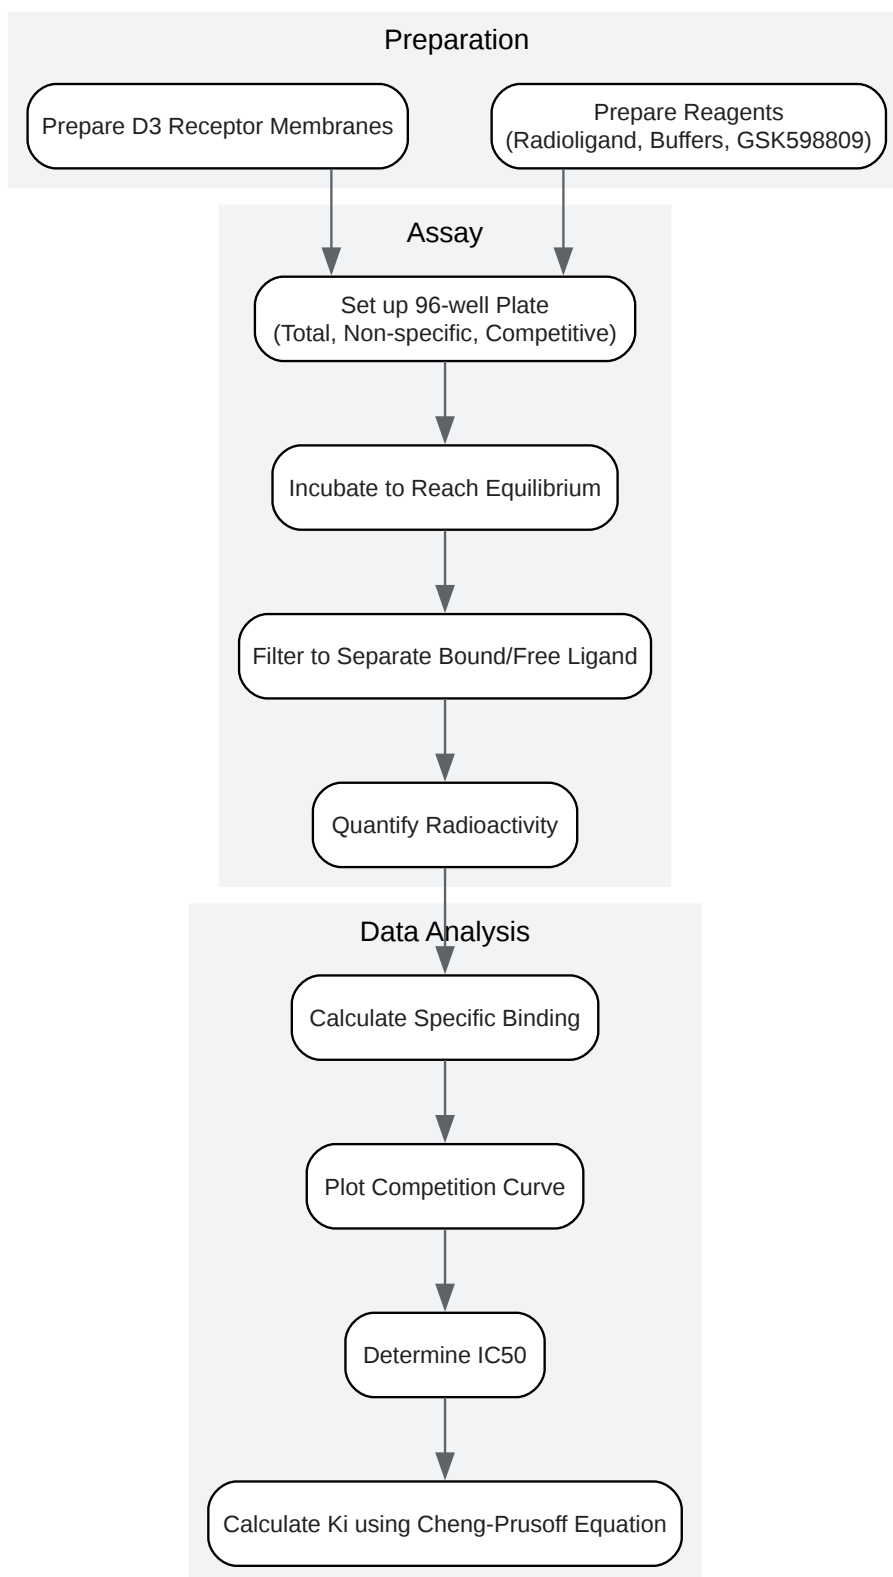 Preparation
Prepare D3 Receptor Membranes
Prepare Reagents
(Radioligand, Buffers, GSK598809)
Assay
Set up 96-well Plate
(Total, Non-specific, Competitive)
Incubate to Reach Equilibrium
Filter to Separate Bound/Free Ligand
Quantify Radioactivity
Data Analysis
Calculate Specific Binding
Plot Competition Curve
Determine IC50
Calculate Ki using Cheng-Prusoff Equation